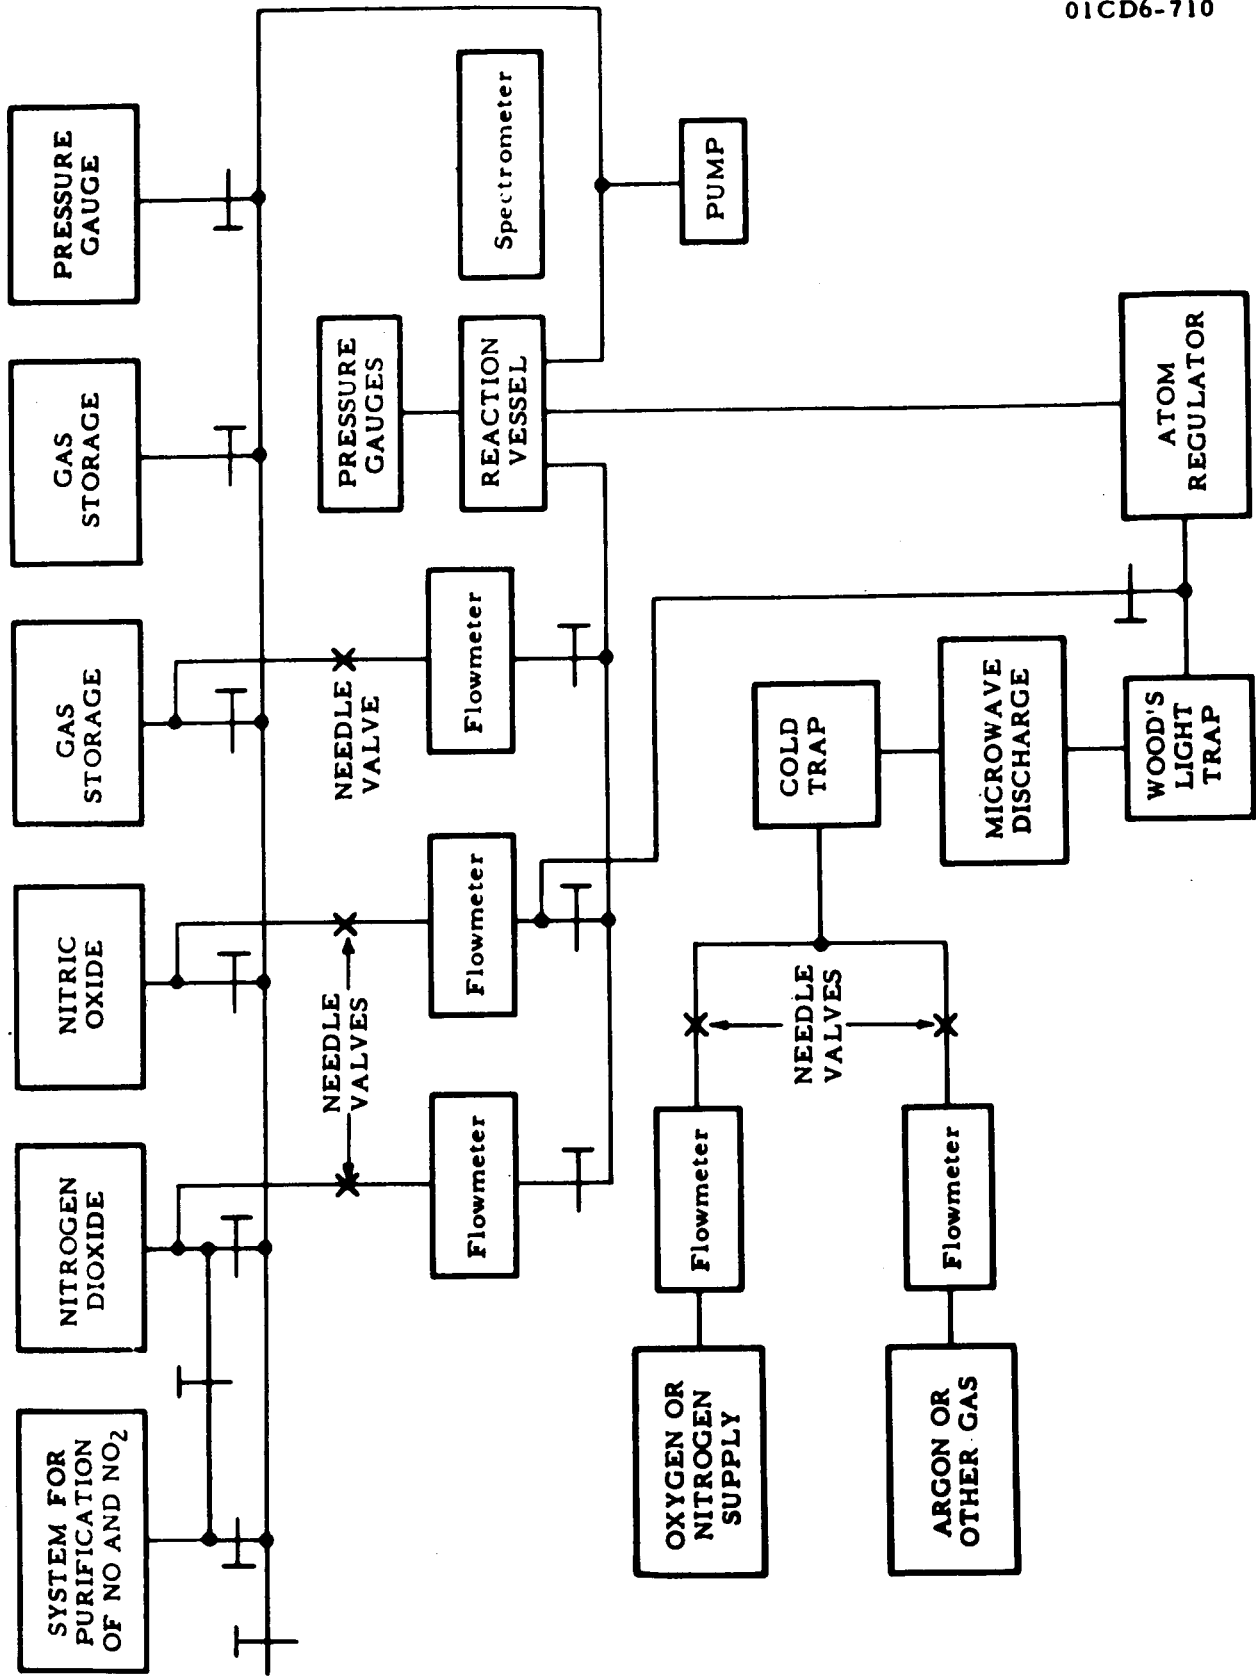 01CD6-710
SYSTEM FOR
PURIFICATION
OF NO AND NO2
NITROGEN
DIOXIDE
NITRIC
OXIDE
GAS
STORAGE
GAS
STORAGE
PRESSURE
GAUGE
NEEDLE
VALVES
NEEDLE
VALVE
PRESSURE
GAUGES
Flowmeter
Flowmeter
Flowmeter
REACTION
VESSEL
Spectrometer
OXYGEN OR
NITROGEN
SUPPLY
Flowmeter
NEEDLE
VALVES
COLD
TRAP
PUMP
ARGON OR
OTHER GAS
Flowmeter
MICROWAVE
DISCHARGE
WOOD'S
LIGHT
TRAP
ATOM
REGULATOR